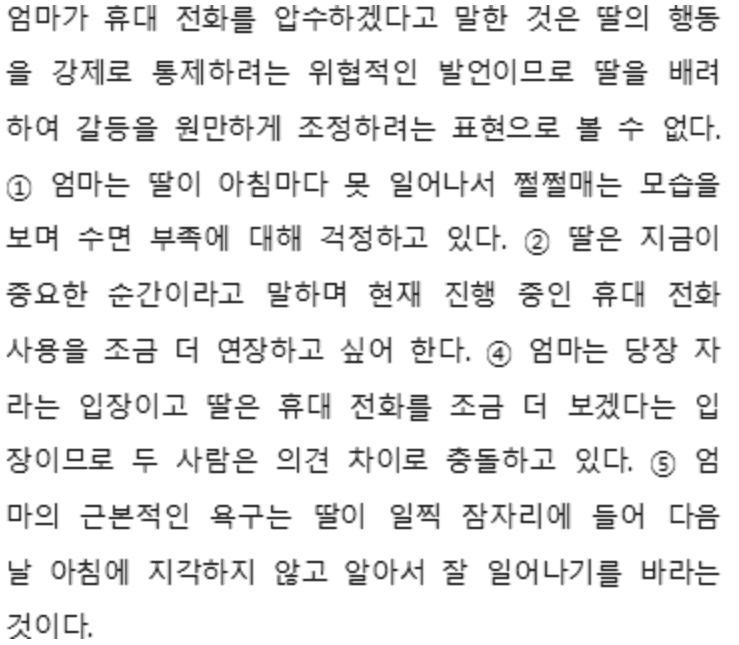 엄마가 휴대 전화를 압수하겠다고 말한 것은 딸의 행동
을 강제로 통제하려는 위협적인 발언이므로 딸을 배려
하여 갈등을 원만하게 조정하려는 표현으로 볼 수 없다.
① 엄마는 딸이 아침마다 못 일어나서 쩔쩔매는 모습을
보며 수면 부족에 대해 걱정하고 있다. ② 딸은 지금이
중요한 순간이라고 말하며 현재 진행 중인 휴대 전화
사용을 조금 더 연장하고 싶어 한다. ④ 엄마는 당장 자
라는 입장이고 딸은 휴대 전화를 조금 더 보겠다는 입
장이므로 두 사람은 의견 차이로 충돌하고 있다. ⑤ 엄
마의 근본적인 욕구는 딸이 일찍 잠자리에 들어 다음
날 아침에 지각하지 않고 알아서 잘 일어나기를 바라는
것이다.